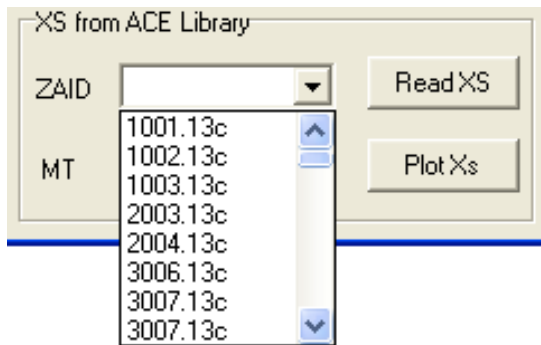 XS from ACE Library
ZAID
Read XS
1001.13c
1002.13c
MT
Plot Xs
1003.13c
2003.13c
2004.13c
3006.13c
3007.13c
3007.13c